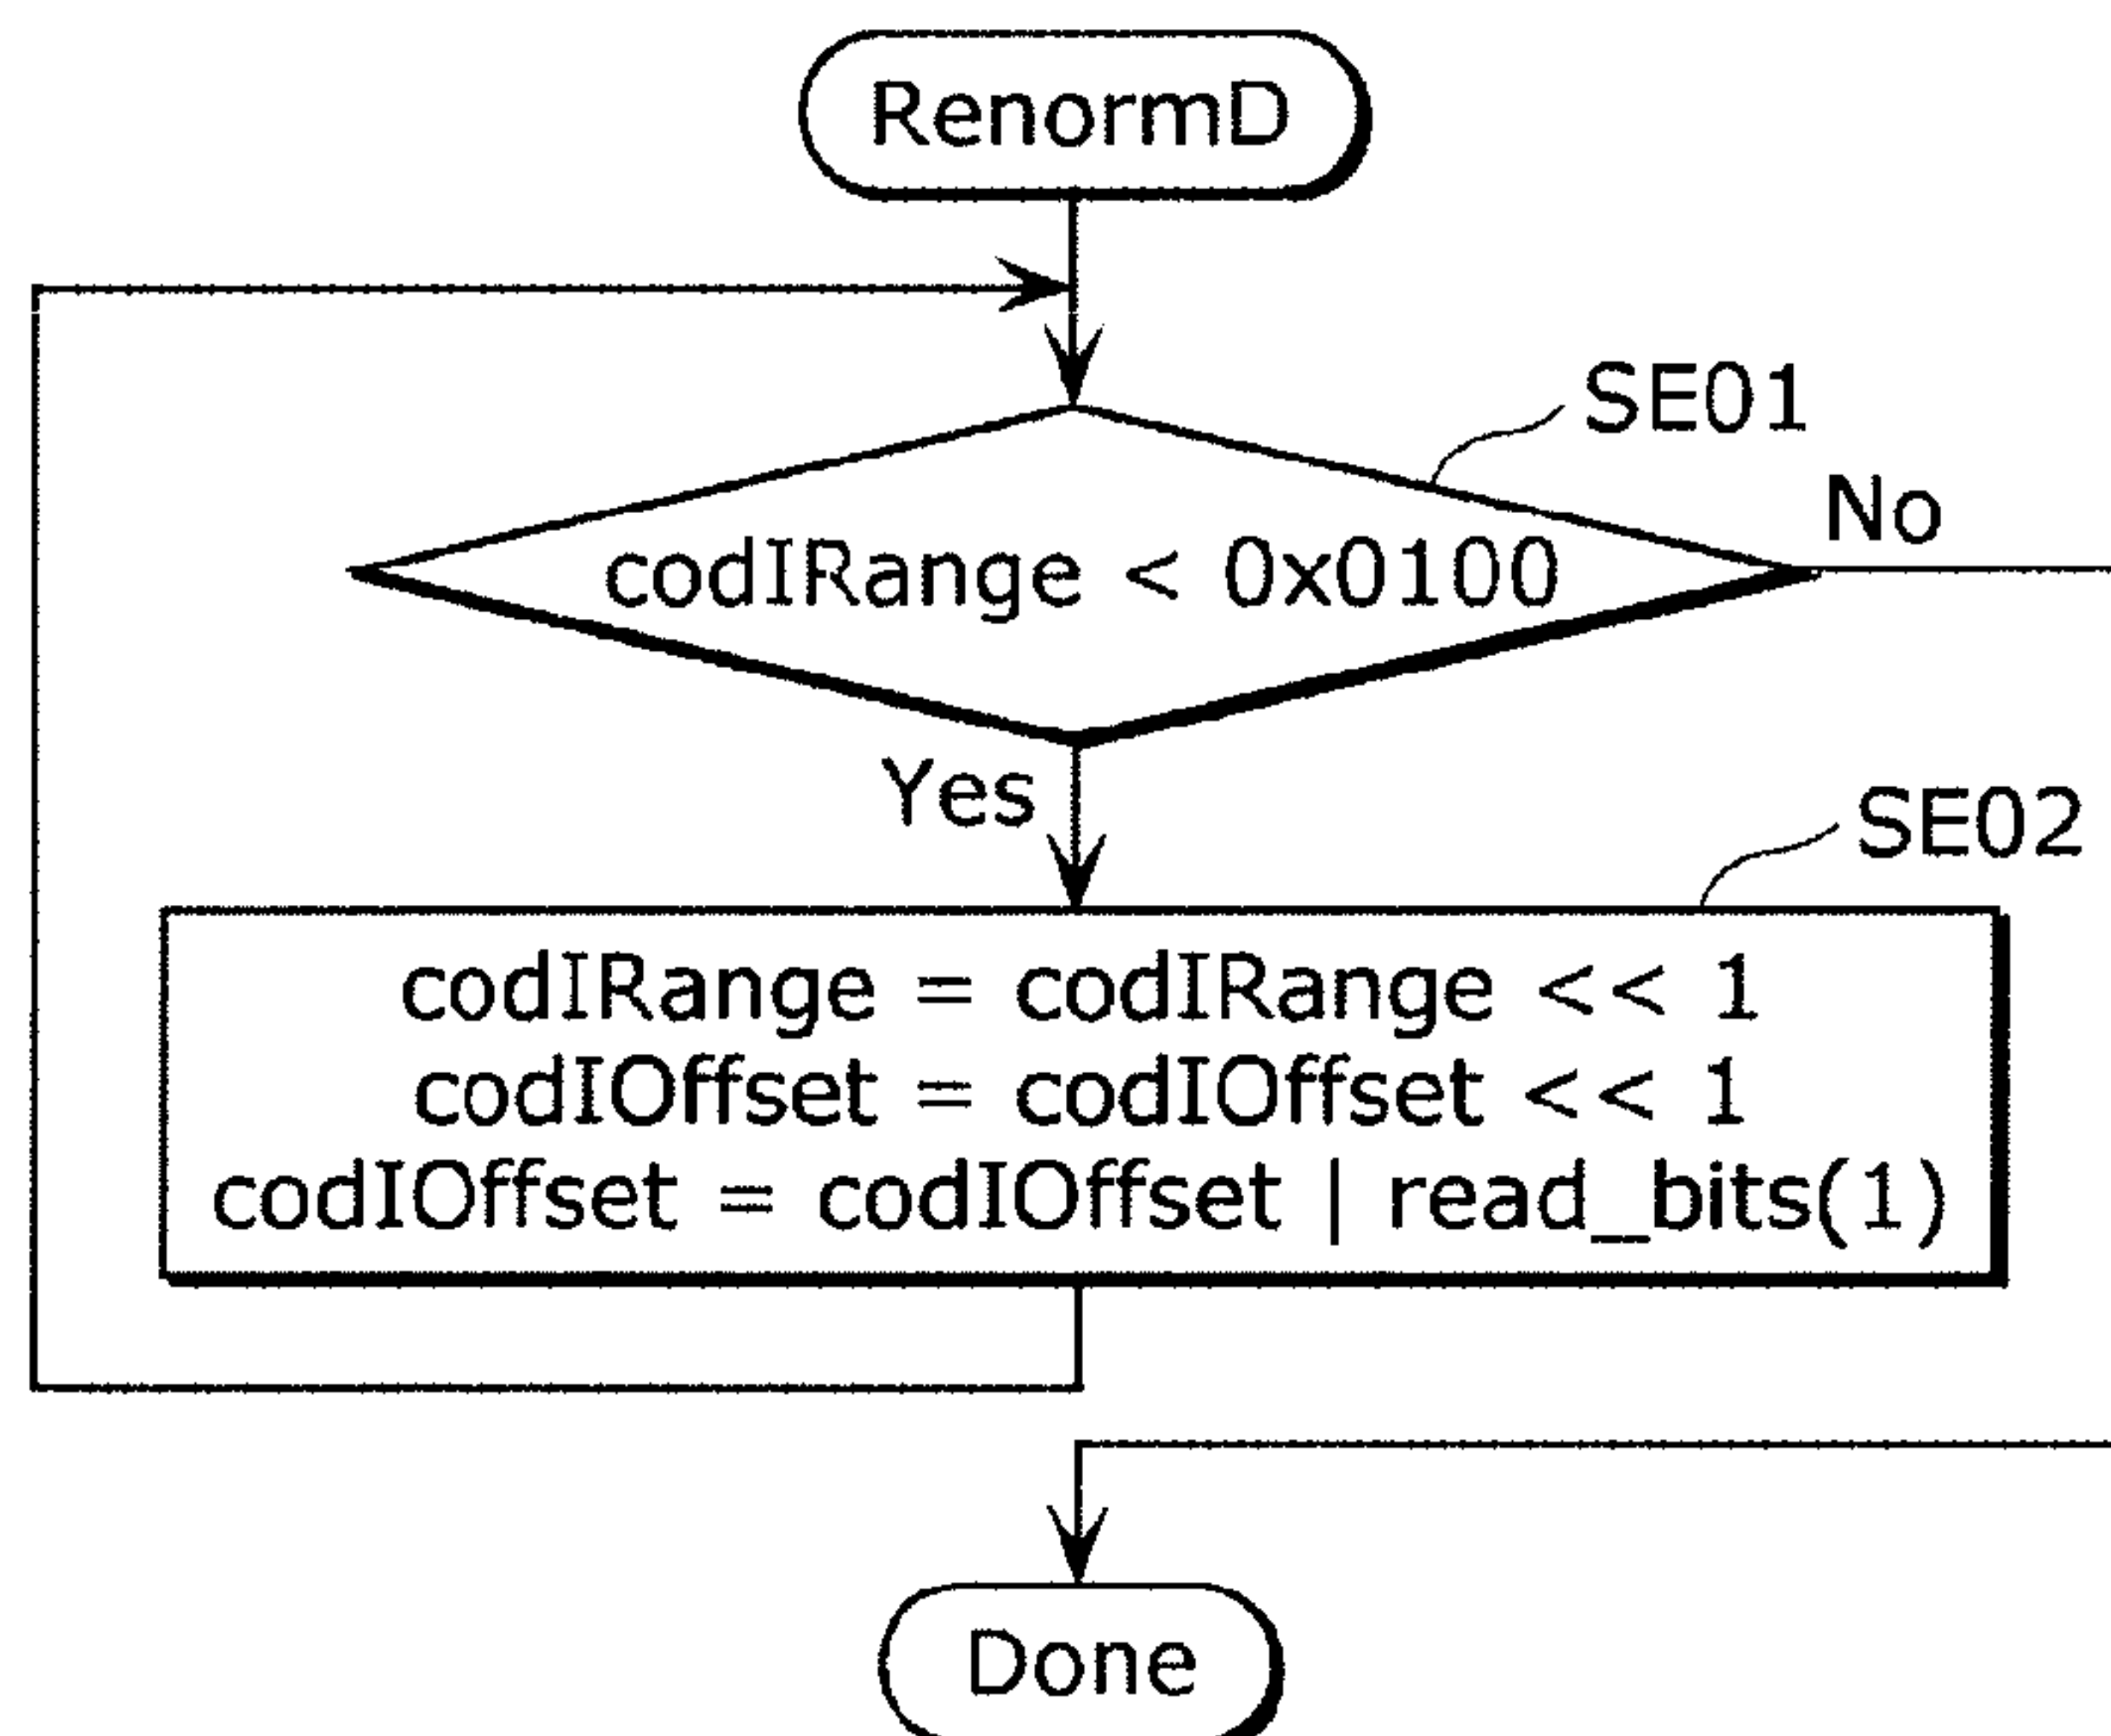 RenormD
SE01
No
codIRange < 0x0100
Yes
SE02
codIRange = codIRange << 1
codIOffset = codIOffset << 1
codIOffset = codIOffset | read_bits(1)
Done